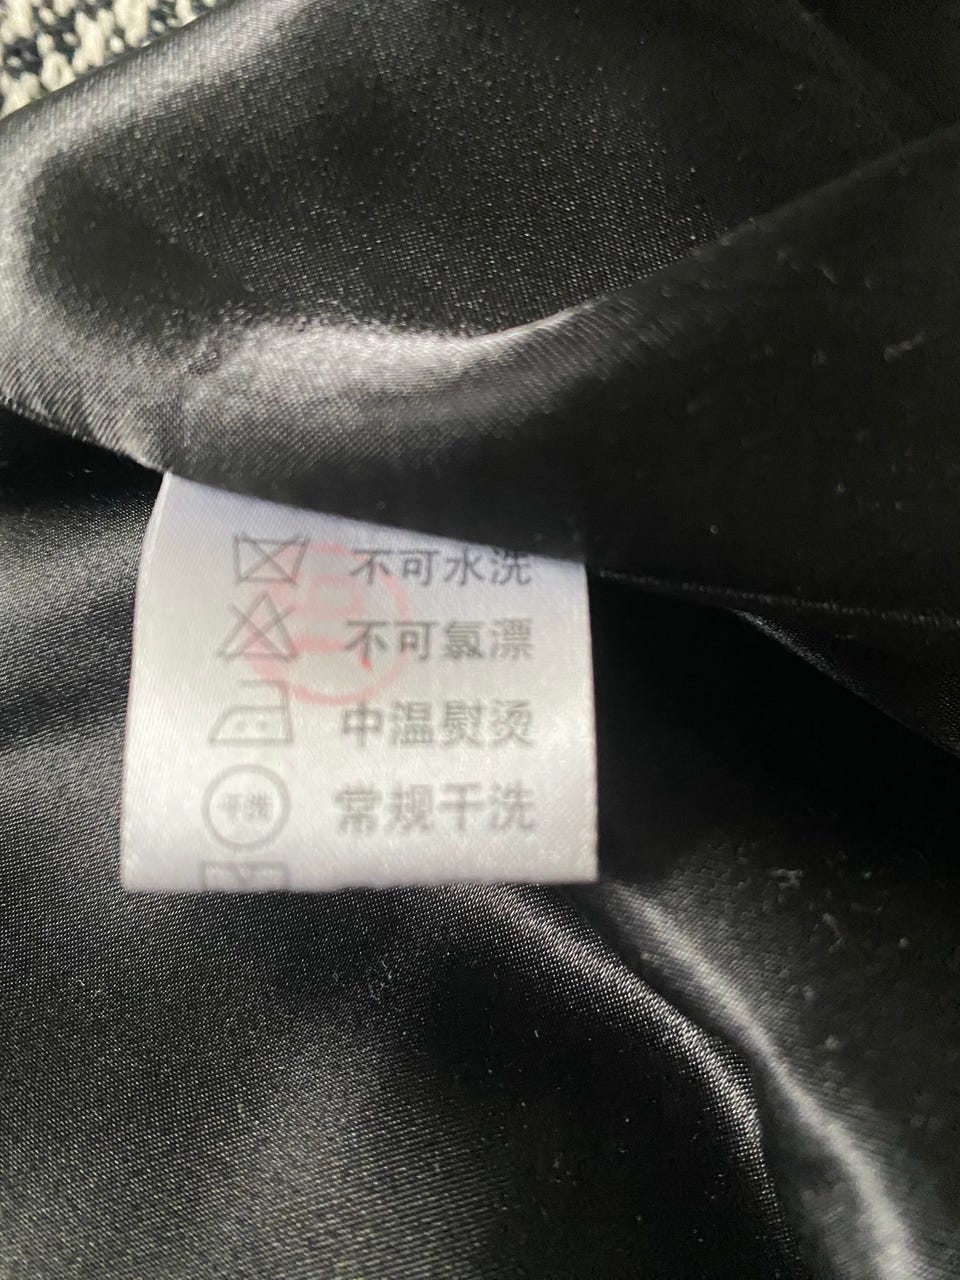 不可水洗
不可氯漂
中温熨烫
干洗 常规干洗